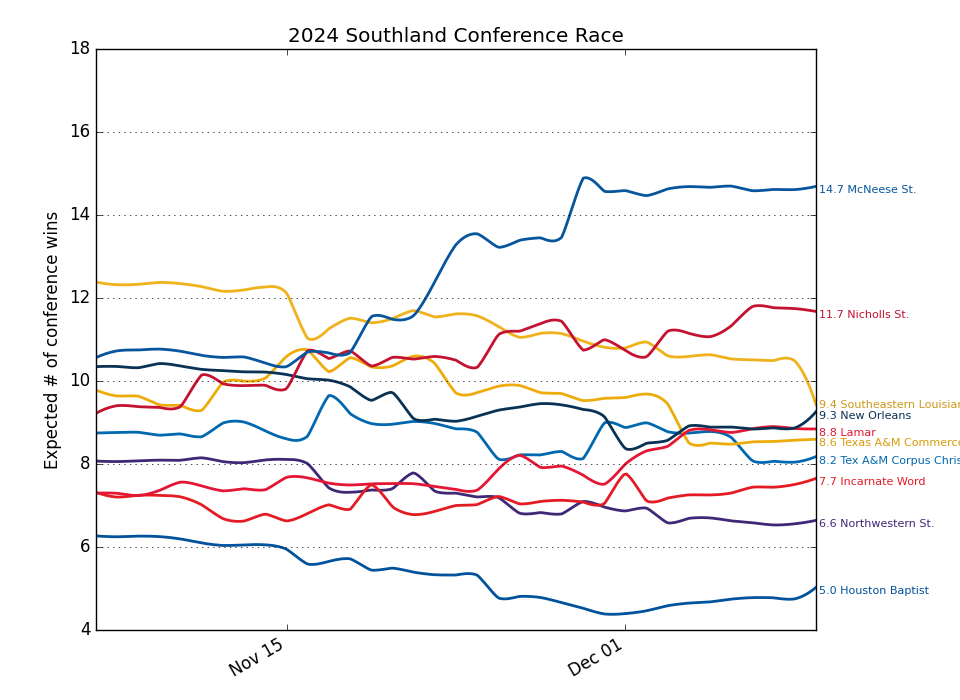 2024 Southland Conference Race
Expected # of conference wins
18
16
14
12
10
8
6
4
Nov 15
Dec 01
14.7 McNeese St.
11.7 Nicholls St.
9.4 Southeastern Louisian
9.3 New Orleans
8.8 Lamar
8.6 Texas A&M Commerce
8.2 Tex A&M Corpus Chris
7.7 Incarnate Word
6.6 Northwestern St.
5.0 Houston Baptist